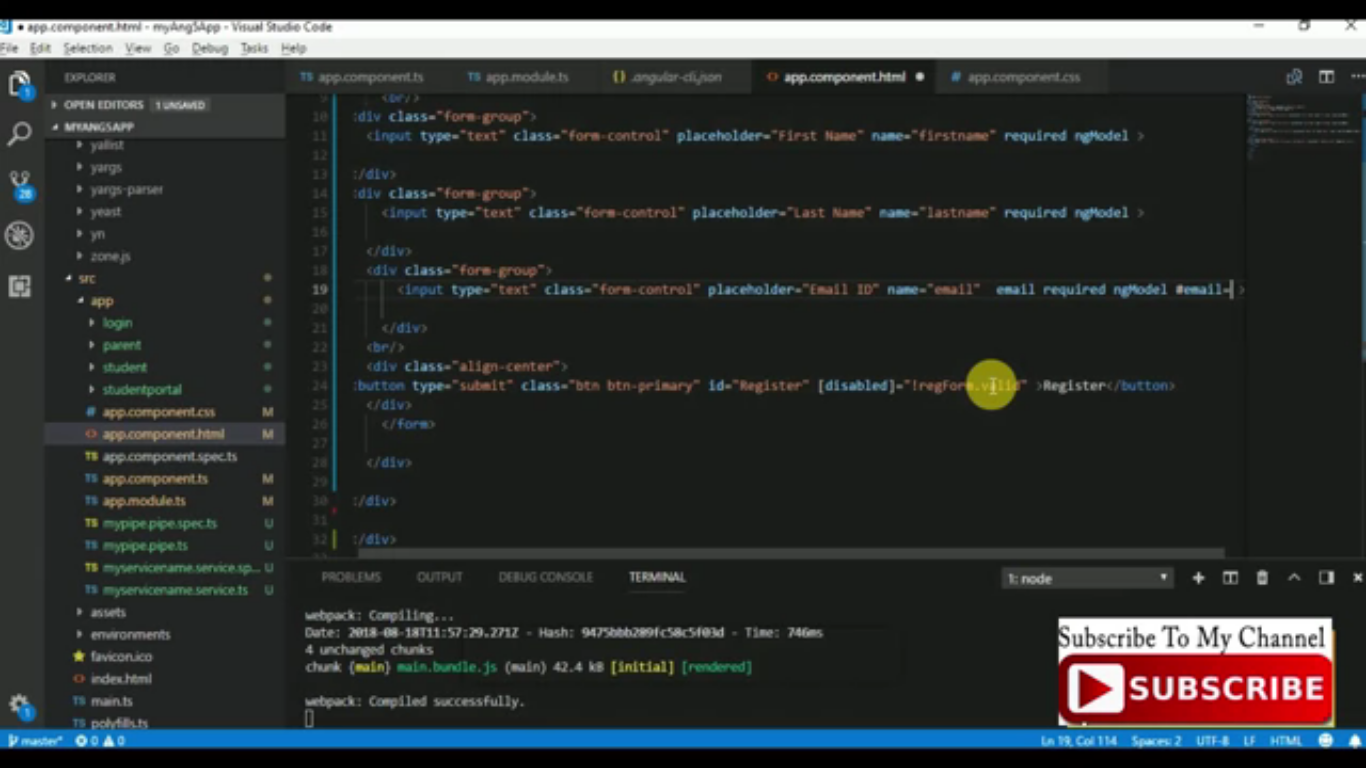 ● app.component.html - myAng5App - Visual Studio Code
File Edit Selection View Go Debug Tasks Help
EXPLORER
TS app.component.ts TS app.module.ts {} .angular-cli.json <> app.component.html ● # app.component.css
OPEN EDITORS 1 UNSAVED
MYANG5APP
yallist
yargs
yargs-parser
yeast
yn
zone.js
src
app
login
parent
student
studentportal
# app.component.css M
<> app.component.html M
TS app.component.spec.ts
TS app.component.ts M
TS app.module.ts M
TS mypipe.pipe.spec.ts U
TS mypipe.pipe.ts U
TS myservicename.service.sp... U
TS myservicename.service.ts U
assets
environments
favicon.ico
<> index.html
TS main.ts
TS polyfills.ts
1
28
1
9 <br/>
10 :div class="form-group">
11 <input type="text" class="form-control" placeholder="First Name" name="firstname" required ngModel >
12
13 :/div>
14 :div class="form-group">
15 <input type="text" class="form-control" placeholder="Last Name" name="lastname" required ngModel >
16
17 </div>
18 <div class="form-group">
19 <input type="text" class="form-control" placeholder="Email ID" name="email" email required ngModel #email= >
20
21 </div>
22 <br/>
23 <div class="align-center">
24 :button type="submit" class="btn btn-primary" id="Register" [disabled]="!regForm.valid" >Register</button>
25 </div>
26 </form>
27
28 </div>
29
30 :/div>
31
32 :/div>
PROBLEMS OUTPUT DEBUG CONSOLE TERMINAL 1: node
webpack: Compiling...
Date: 2018-08-18T11:57:29.271Z - Hash: 9475bbb289fc58c5f03d - Time: 746ms
4 unchanged chunks
chunk {main} main.bundle.js (main) 42.4 kB [initial] [rendered]
webpack: Compiled successfully.
Subscribe To My Channel
SUBSCRIBE
master* 0 0 Ln 19, Col 114 Spaces: 2 UTF-8 LF HTML